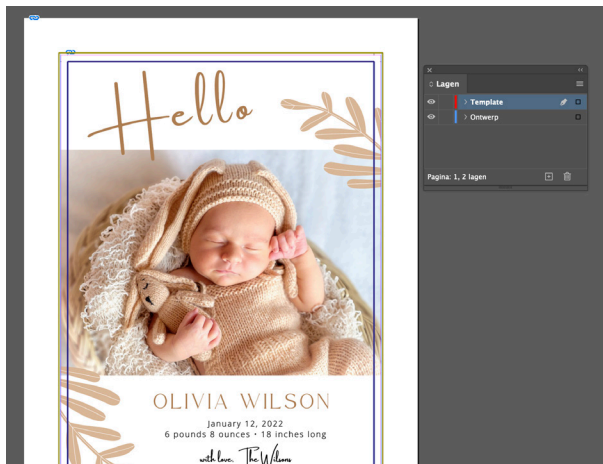 Hello
OLIVIA WILSON
January 12, 2022
6 pounds 8 ounces • 18 inches long
with love, The Wilsons
Lagen
Template
Ontwerp
Pagina: 1, 2 lagen